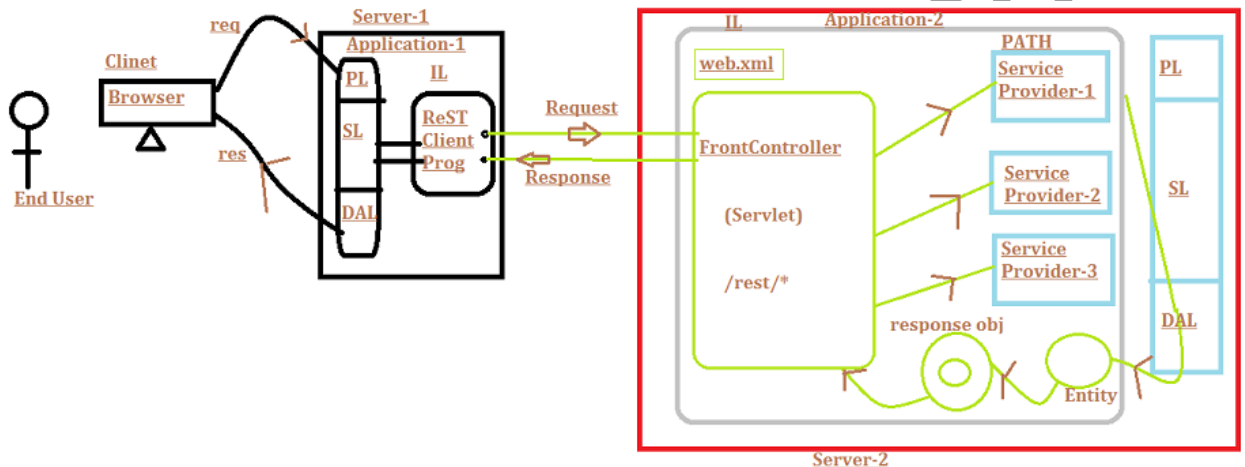 req
Server-1
Application-1
Clinet
Browser
res
End User
PL
SL
DAL
IL
ReST
Client
Prog
Request
Response
IL
Application-2
web.xml
FrontController
(Servlet)
/rest/*
PATH
Service
Provider-1
Service
Provider-2
Service
Provider-3
response obj
Entity
PL
SL
DAL
Server-2